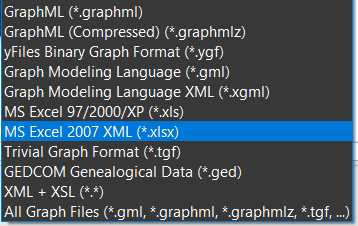 GraphML (*.graphml)
GraphML (Compressed) (*.graphmlz)
yFiles Binary Graph Format (*.ygf)
Graph Modeling Language (*.gml)
Graph Modeling Language XML (*.xgml)
MS Excel 97/2000/XP (*.xls)
MS Excel 2007 XML (*.xlsx)
Trivial Graph Format (*.tgf)
GEDCOM Genealogical Data (*.ged)
XML + XSL (*.*)
All Graph Files (*.gml, *.graphml, *.graphmlz, *.tgf, ...)